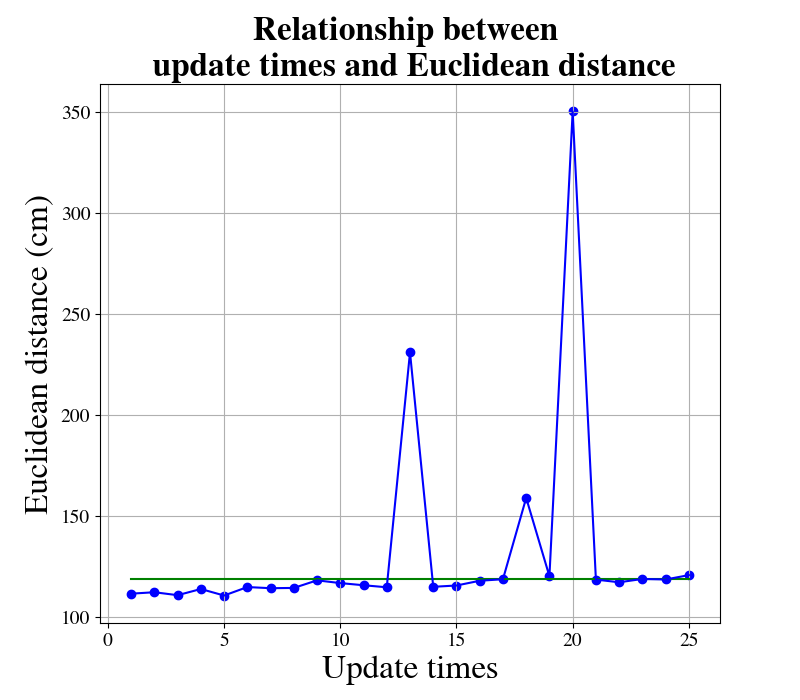 Relationship between
update times and Euclidean distance
350
300
250
200
150
100
Euclidean distance (cm)
0 5 10 15 20 25
Update times